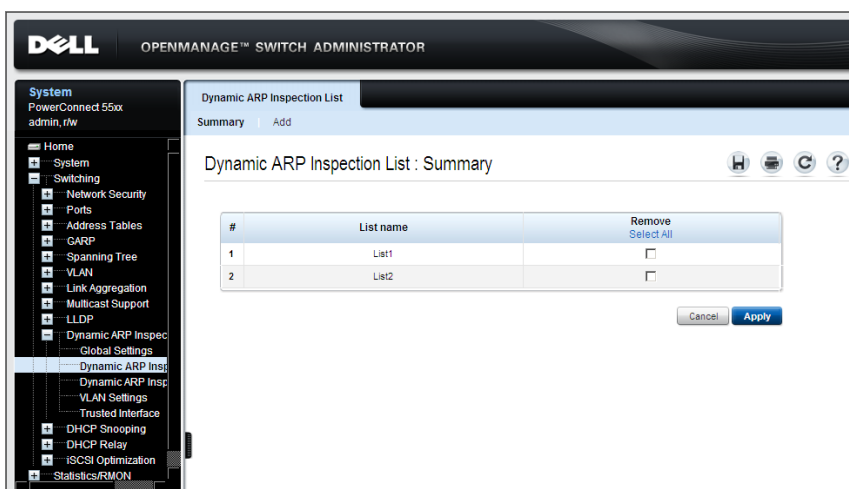 DELL
OPENMANAGE™ SWITCH ADMINISTRATOR
System
PowerConnect 55xx
admin, r/w
Home
System
Switching
Network Security
Ports
Address Tables
GARP
Spanning Tree
VLAN
Link Aggregation
Multicast Support
LLDP
Dynamic ARP Inspec
Global Settings
Dynamic ARP Insp
Dynamic ARP Insp
VLAN Settings
Trusted Interface
DHCP Snooping
DHCP Relay
iSCSI Optimization
Statistics/RMON
Dynamic ARP Inspection List
Summary Add
Dynamic ARP Inspection List : Summary
# List name Remove
Select All
1 List1
2 List2
Cancel Apply